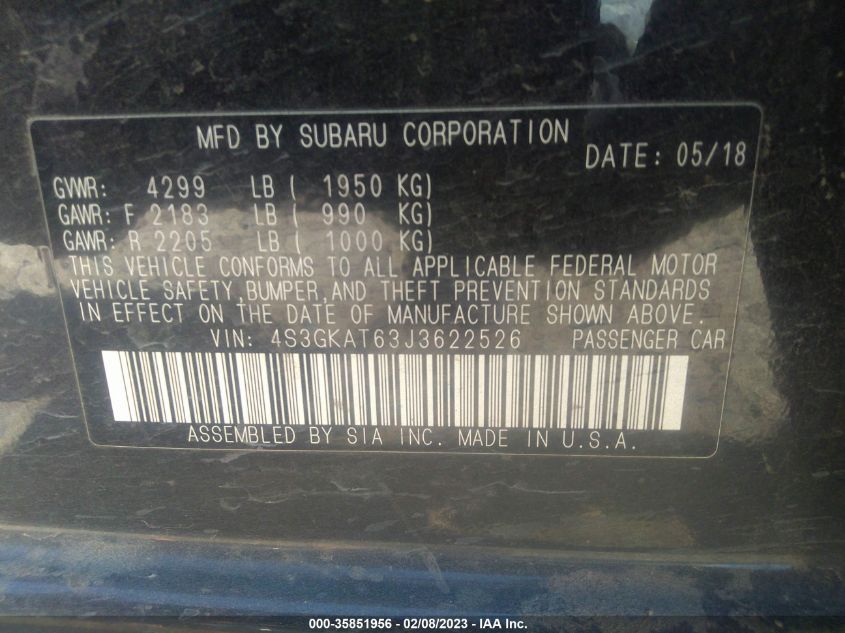 MFD BY SUBARU CORPORATION
DATE: 05/18
GVWR: 4299 LB ( 1950 KG)
GAWR: F 2183 LB ( 990 KG)
GAWR: R 2205 LB ( 1000 KG)
THIS VEHICLE CONFORMS TO ALL APPLICABLE FEDERAL MOTOR
VEHICLE SAFETY,BUMPER,AND THEFT PREVENTION STANDARDS
IN EFFECT ON THE DATE OF MANUFACTURE SHOWN ABOVE.
VIN: 4S3GKAT63J3622526 PASSENGER CAR
ASSEMBLED BY SIA INC. MADE IN U.S.A.
000-35851956 - 02/08/2023 - IAA Inc.